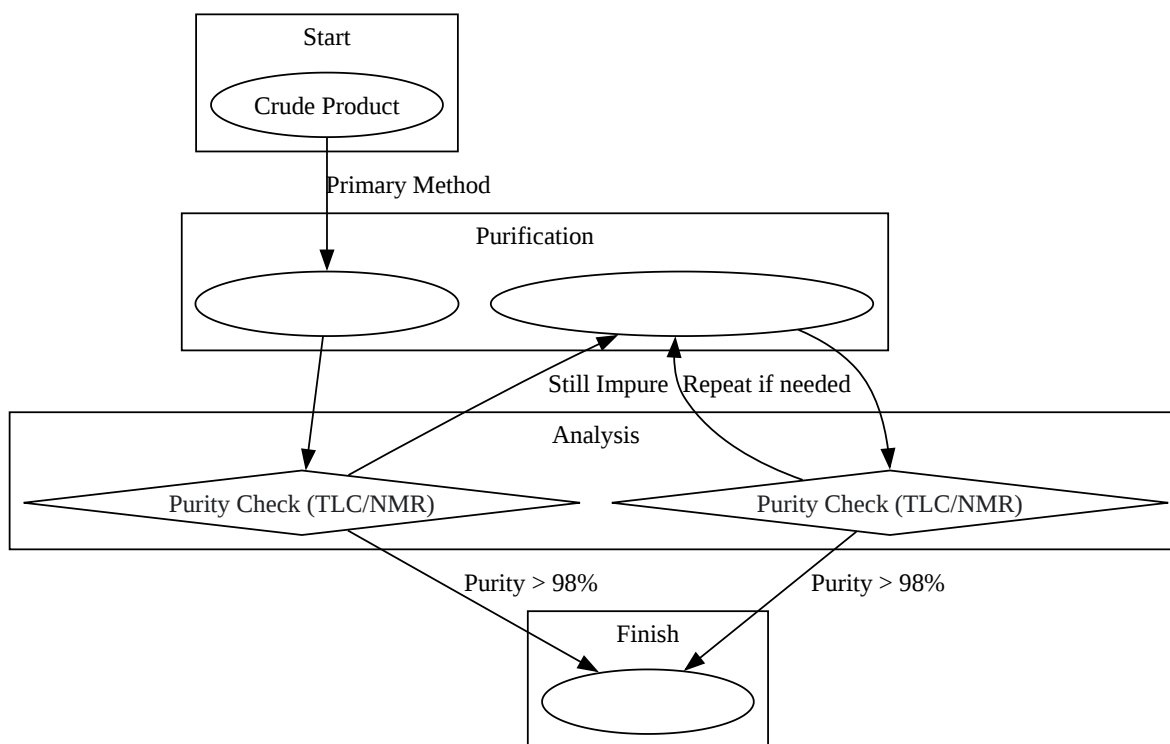 Start
Crude Product
Primary Method
Purification
Still Impure
Repeat if needed
Analysis
Purity Check (TLC/NMR)
Purity Check (TLC/NMR)
Purity > 98%
Purity > 98%
Finish